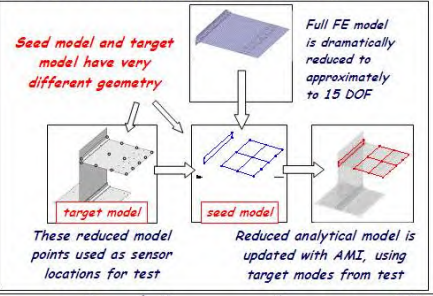 Seed model and target
model have very
different geometry
Full FE model
is dramatically
reduced to
approximately
to 15 DOF
target model
seed model
These reduced model
points used as sensor
locations for test
Reduced analytical model is
updated with AMI, using
target modes from test